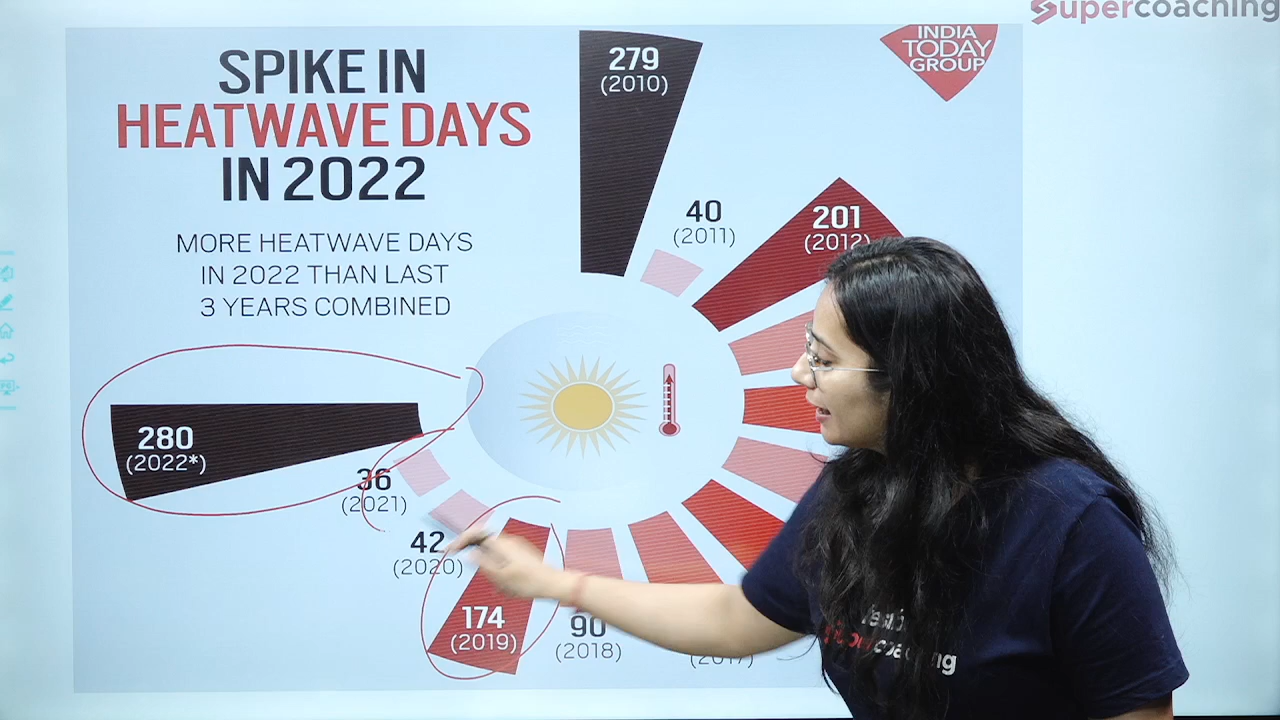 Supercoaching
INDIA
TODAY
GROUP
SPIKE IN
HEATWAVE DAYS
IN 2022
MORE HEATWAVE DAYS
IN 2022 THAN LAST
3 YEARS COMBINED
279
(2010)
40
(2011)
201
(2012)
280
(2022*)
36
(2021)
42
(2020)
174
(2019)
90
(2018)
(2017)